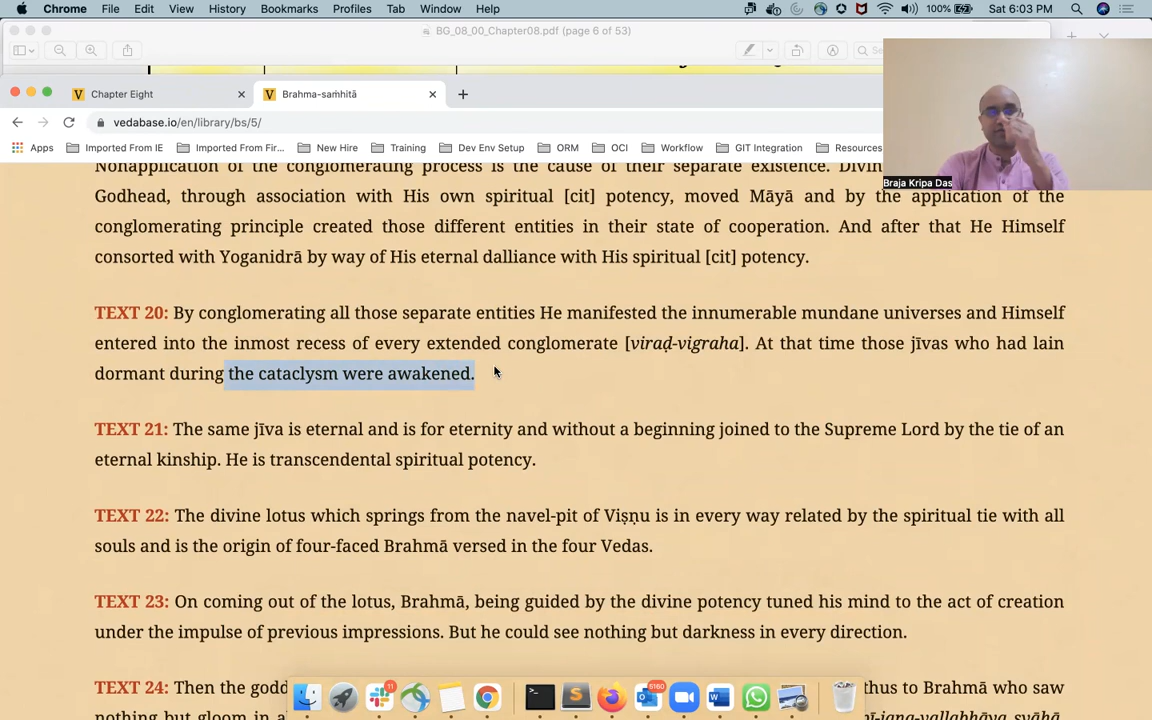 Chrome File Edit View History Bookmarks Profiles Tab Window Help 100% Sat 6:03 PM
BG_08_00_Chapter08.pdf (page 6 of 53)
Chapter Eight Brahma-saṁhitā
vedabase.io/en/library/bs/5/
Apps Imported From IE Imported From Fir... New Hire Training Dev Env Setup ORM OCI Workflow GIT Integration Resources
Nonapplication of the conglomerating process is the cause of their separate existence.
Braja Kripa Das
Godhead, through association with His own spiritual [cit] potency, moved Māyā and by the application of the
conglomerating principle created those different entities in their state of cooperation. And after that He Himself
consorted with Yoganidrā by way of His eternal dalliance with His spiritual [cit] potency.
TEXT 20: By conglomerating all those separate entities He manifested the innumerable mundane universes and Himself
entered into the inmost recess of every extended conglomerate [viraḍ-vigraha]. At that time those jīvas who had lain
dormant during the cataclysm were awakened.
TEXT 21: The same jīva is eternal and is for eternity and without a beginning joined to the Supreme Lord by the tie of an
eternal kinship. He is transcendental spiritual potency.
TEXT 22: The divine lotus which springs from the navel-pit of Viṣṇu is in every way related by the spiritual tie with all
souls and is the origin of four-faced Brahmā versed in the four Vedas.
TEXT 23: On coming out of the lotus, Brahmā, being guided by the divine potency tuned his mind to the act of creation
under the impulse of previous impressions. But he could see nothing but darkness in every direction.
TEXT 24: Then the godd thus to Brahmā who saw
nothing but gloom in a
11 5160